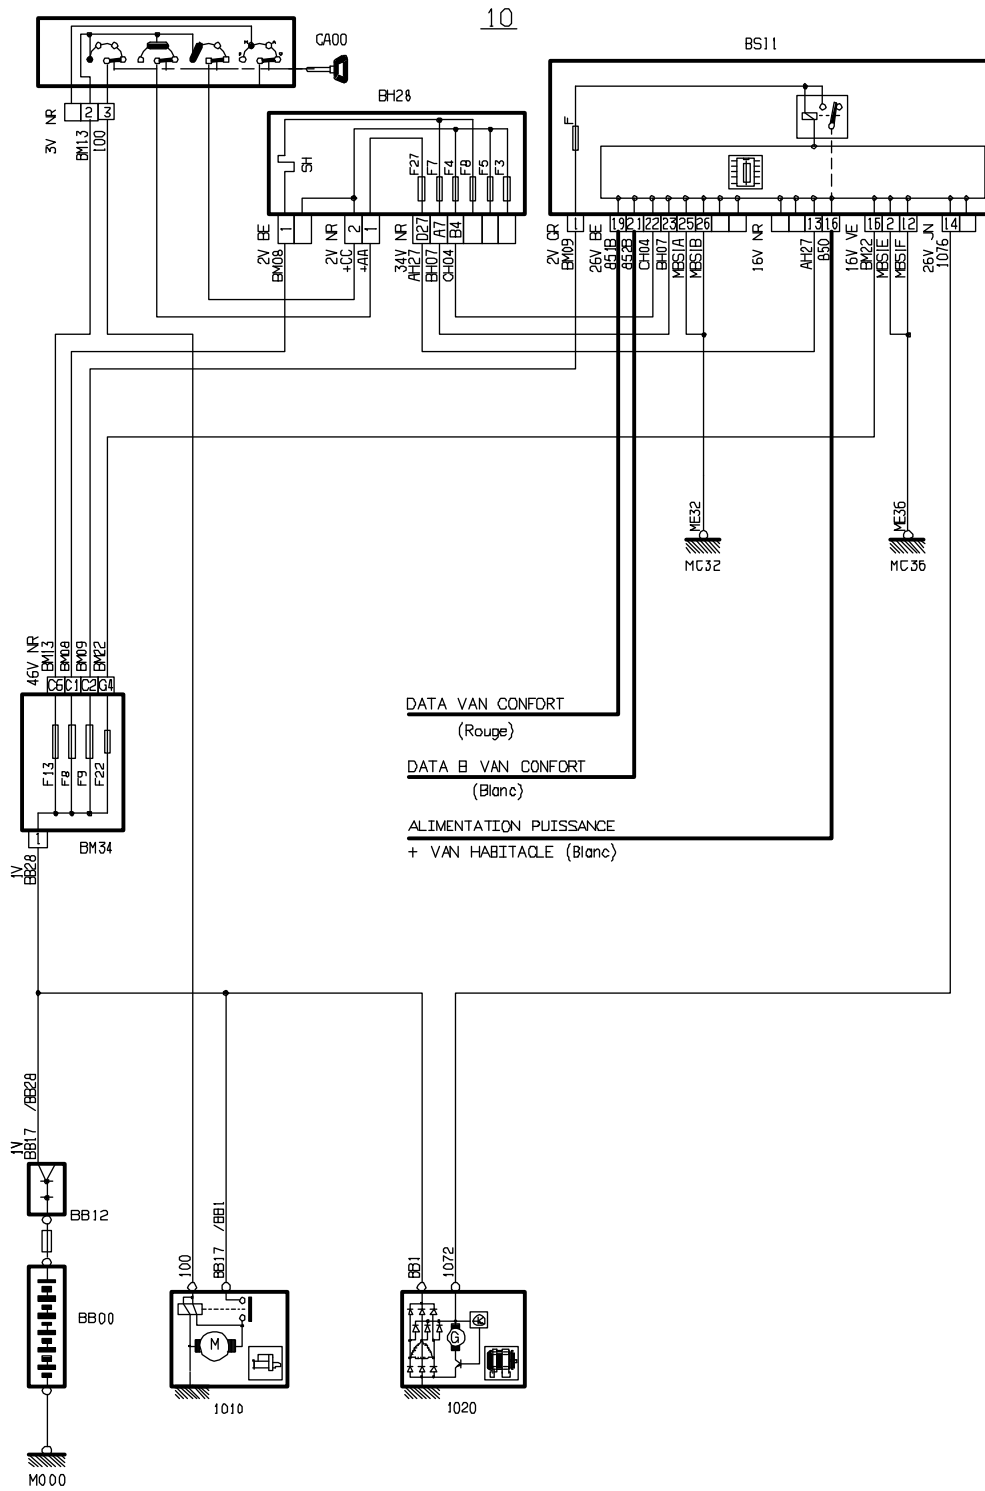 10
CA00
BSI1
BH28
3V NR
2 3
BM13
100
SH
F27 F7 F4 F8 F5 F3
F
2V BE
1
BM08
2V NR
2 1
+CC
+AA
34V NR
D27 A7 B4
AH27
BH07
CH04
2V GR
1
BM09
26V BE
19 21 22 23 25 26
851B
852B
CH04
BH07
MBS1A
MBS1B
16V NR
13 16
AH27
B50
16V VE
15 2 12
BM22
MBS1E
MBS1F
26V JN
14
1076
ME32
MC32
ME36
MC36
46V NR
BM13
BM08
BM09
BM22
C6 C1 C2 G4
F13 F8 F9 F22
1
BM34
1V
BB28
DATA VAN CONFORT
(Rouge)
DATA B VAN CONFORT
(Blanc)
ALIMENTATION PUISSANCE
+ VAN HABITACLE (Blanc)
1V
BB17 /BB28
BB12
BB00
M000
100
BB17 /BB1
M
1010
BB1
1072
G
1020